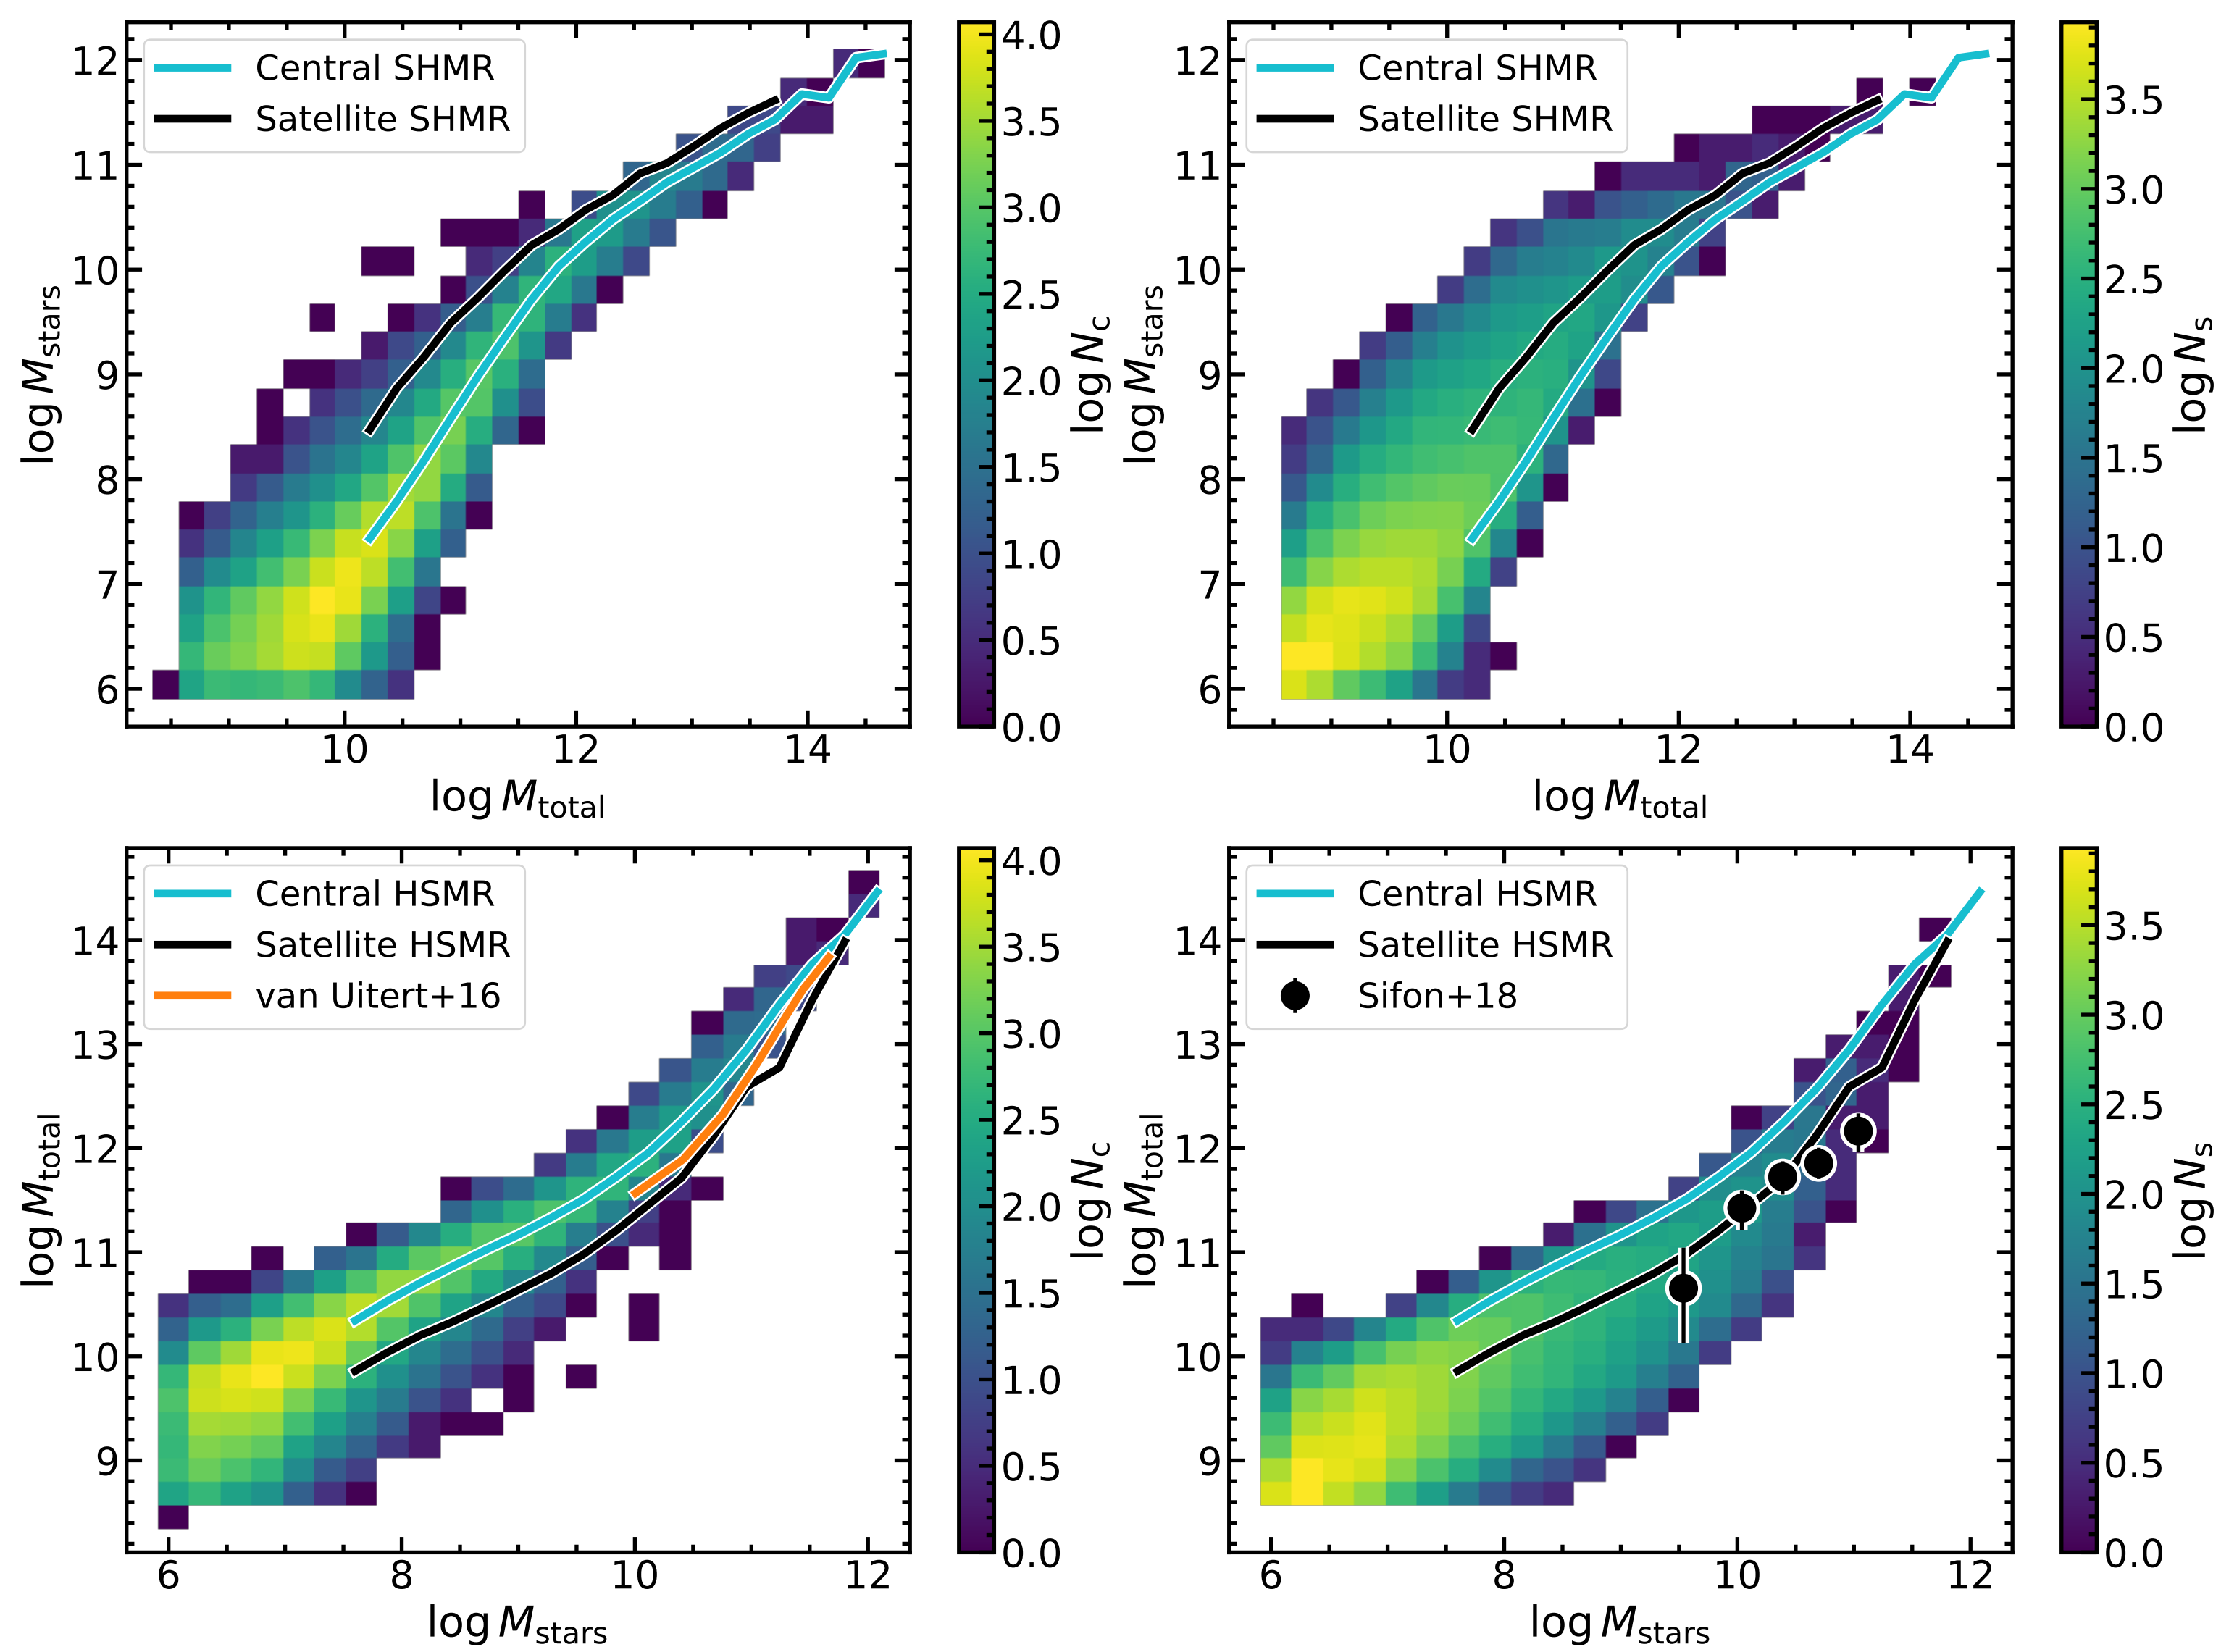 Central SHMR
Satellite SHMR
12
11
10
9
8
7
6
log M_stars
10 12 14
log M_total
4.0
3.5
3.0
2.5
2.0
1.5
1.0
0.5
0.0
log N_c
Central SHMR
Satellite SHMR
12
11
10
9
8
7
6
log M_stars
10 12 14
log M_total
3.5
3.0
2.5
2.0
1.5
1.0
0.5
0.0
log N_s
Central HSMR
Satellite HSMR
van Uitert+16
14
13
12
11
10
9
log M_total
6 8 10 12
log M_stars
4.0
3.5
3.0
2.5
2.0
1.5
1.0
0.5
0.0
log N_c
Central HSMR
Satellite HSMR
Sifon+18
14
13
12
11
10
9
log M_total
6 8 10 12
log M_stars
3.5
3.0
2.5
2.0
1.5
1.0
0.5
0.0
log N_s